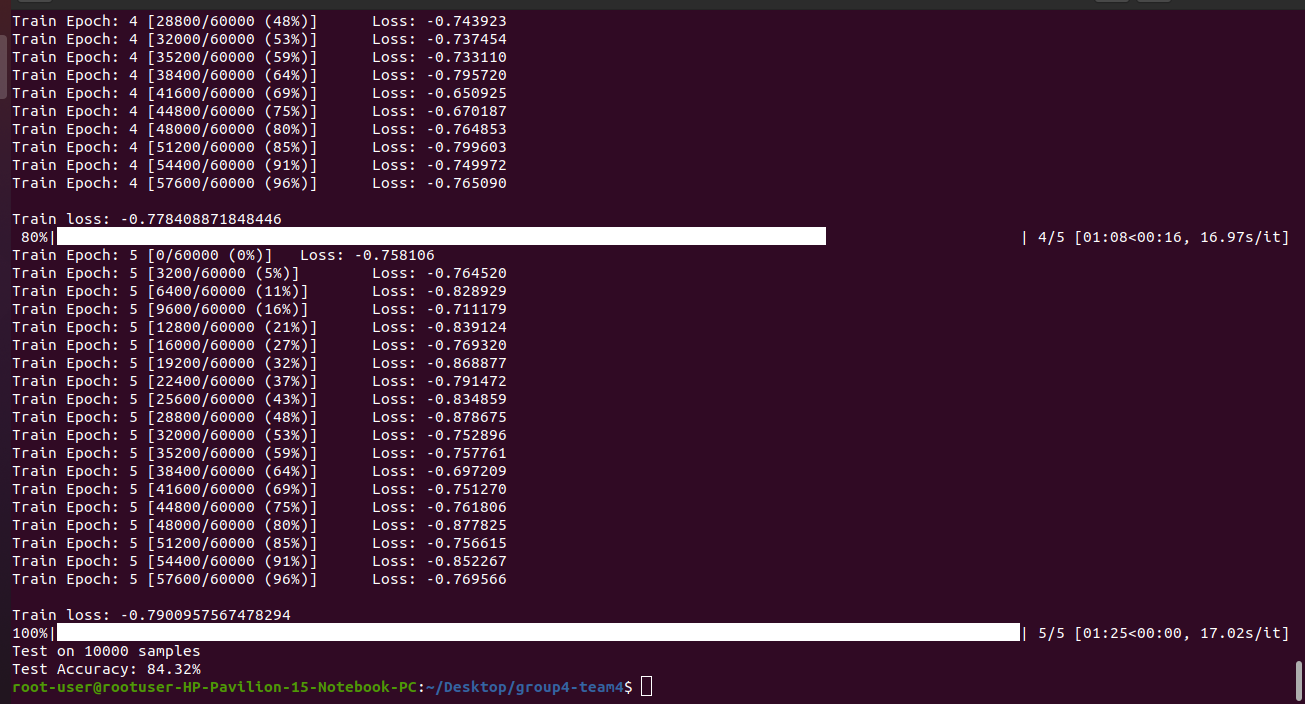 Train Epoch: 4 [28800/60000 (48%)]      Loss: -0.743923
Train Epoch: 4 [32000/60000 (53%)]      Loss: -0.737454
Train Epoch: 4 [35200/60000 (59%)]      Loss: -0.733110
Train Epoch: 4 [38400/60000 (64%)]      Loss: -0.795720
Train Epoch: 4 [41600/60000 (69%)]      Loss: -0.650925
Train Epoch: 4 [44800/60000 (75%)]      Loss: -0.670187
Train Epoch: 4 [48000/60000 (80%)]      Loss: -0.764853
Train Epoch: 4 [51200/60000 (85%)]      Loss: -0.799603
Train Epoch: 4 [54400/60000 (91%)]      Loss: -0.749972
Train Epoch: 4 [57600/60000 (96%)]      Loss: -0.765090
Train loss: -0.778408871848446
80%| | 4/5 [01:08<00:16, 16.97s/it]
Train Epoch: 5 [0/60000 (0%)]   Loss: -0.758106
Train Epoch: 5 [3200/60000 (5%)]        Loss: -0.764520
Train Epoch: 5 [6400/60000 (11%)]       Loss: -0.828929
Train Epoch: 5 [9600/60000 (16%)]       Loss: -0.711179
Train Epoch: 5 [12800/60000 (21%)]      Loss: -0.839124
Train Epoch: 5 [16000/60000 (27%)]      Loss: -0.769320
Train Epoch: 5 [19200/60000 (32%)]      Loss: -0.868877
Train Epoch: 5 [22400/60000 (37%)]      Loss: -0.791472
Train Epoch: 5 [25600/60000 (43%)]      Loss: -0.834859
Train Epoch: 5 [28800/60000 (48%)]      Loss: -0.878675
Train Epoch: 5 [32000/60000 (53%)]      Loss: -0.752896
Train Epoch: 5 [35200/60000 (59%)]      Loss: -0.757761
Train Epoch: 5 [38400/60000 (64%)]      Loss: -0.697209
Train Epoch: 5 [41600/60000 (69%)]      Loss: -0.751270
Train Epoch: 5 [44800/60000 (75%)]      Loss: -0.761806
Train Epoch: 5 [48000/60000 (80%)]      Loss: -0.877825
Train Epoch: 5 [51200/60000 (85%)]      Loss: -0.756615
Train Epoch: 5 [54400/60000 (91%)]      Loss: -0.852267
Train Epoch: 5 [57600/60000 (96%)]      Loss: -0.769566
Train loss: -0.7900957567478294
100%| | 5/5 [01:25<00:00, 17.02s/it]
Test on 10000 samples
Test Accuracy: 84.32%
root-user@rootuser-HP-Pavilion-15-Notebook-PC:~/Desktop/group4-team4$